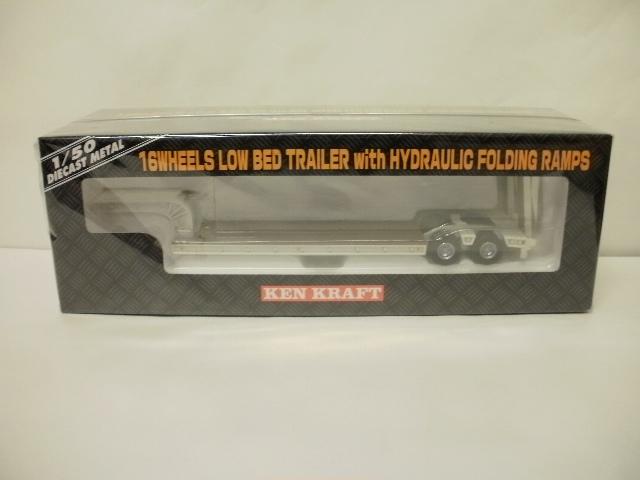 1/50
DIECAST METAL
16WHEELS LOW BED TRAILER with HYDRAULIC FOLDING RAMPS
KEN KRAFT